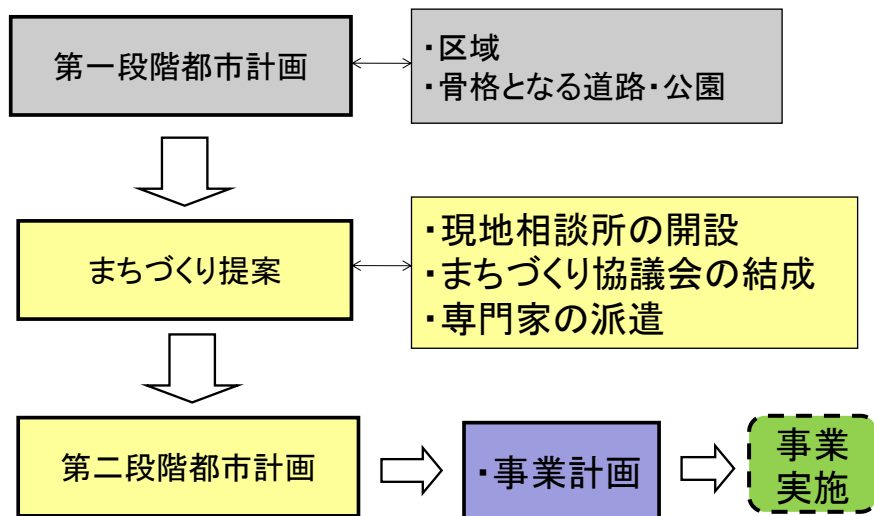 第一段階都市計画
・区域
・骨格となる道路・公園
まちづくり提案
・現地相談所の開設
・まちづくり協議会の結成
・専門家の派遣
第二段階都市計画
・事業計画
事業
実施